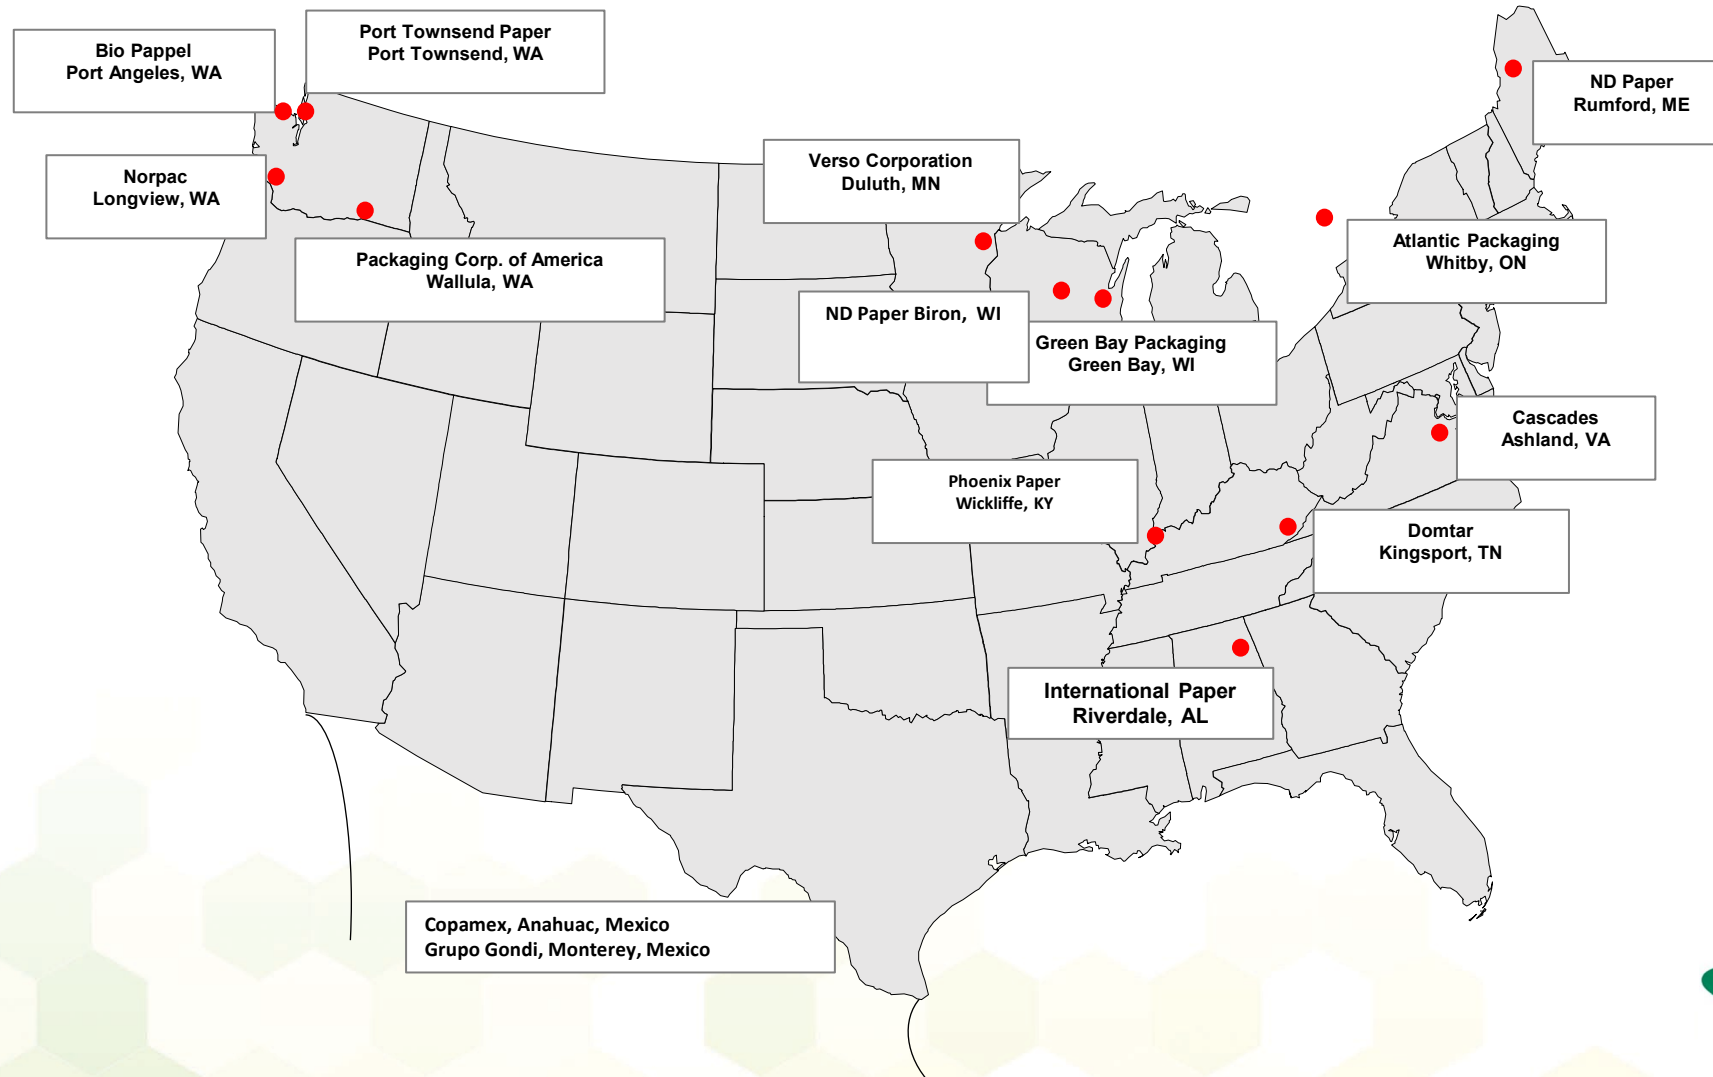 Bio Pappel
Port Angeles, WA
Port Townsend Paper
Port Townsend, WA
ND Paper
Rumford, ME
Norpac
Longview, WA
Verso Corporation
Duluth, MN
Packaging Corp. of America
Wallula, WA
Atlantic Packaging
Whitby, ON
ND Paper Biron, WI
Green Bay Packaging
Green Bay, WI
Cascades
Ashland, VA
Phoenix Paper
Wickliffe, KY
Domtar
Kingsport, TN
International Paper
Riverdale, AL
Copamex, Anahuac, Mexico
Grupo Gondi, Monterey, Mexico